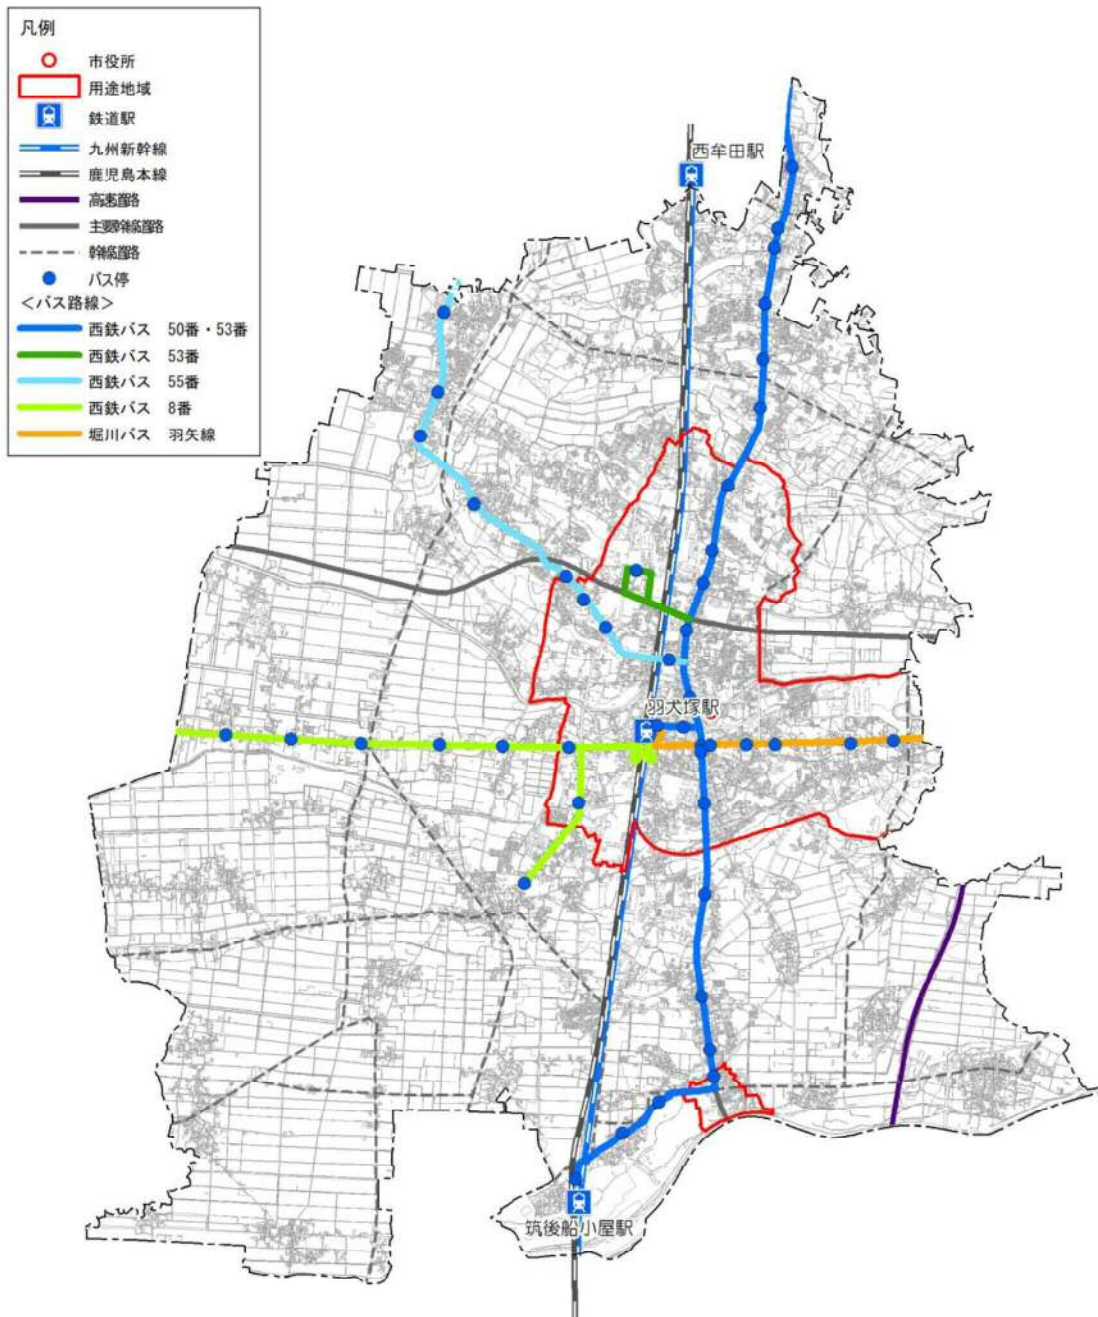 凡例
市役所
用途地域
鉄道駅
九州新幹線
鹿児島本線
高速道路
主要幹線道路
幹線道路
バス停
<バス路線>
西鉄バス 50番・53番
西鉄バス 53番
西鉄バス 55番
西鉄バス 8番
堀川バス 羽矢線
西牟田駅
羽犬塚駅
筑後船小屋駅